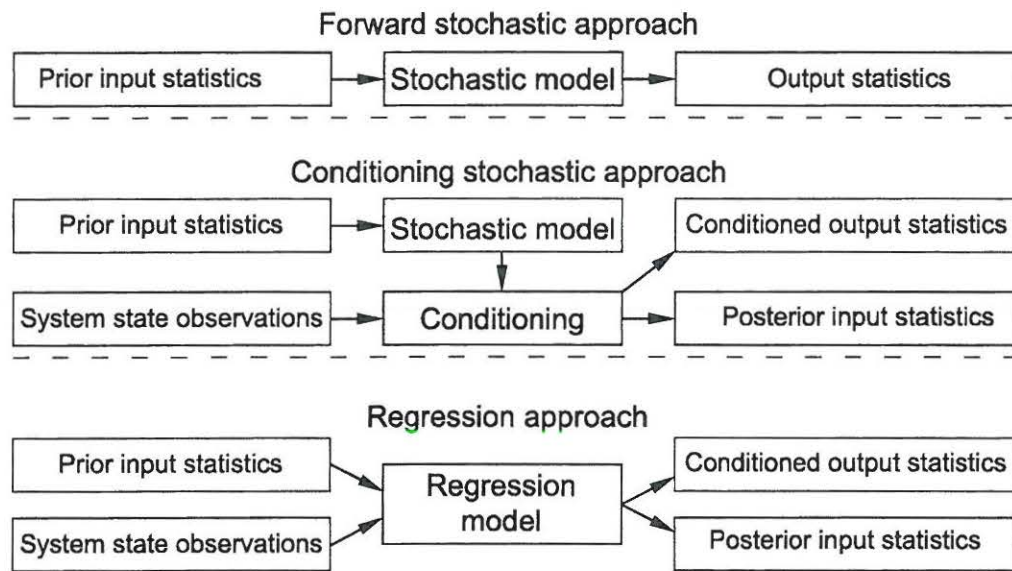 Forward stochastic approach
Prior input statistics
Stochastic model
Output statistics
Conditioning stochastic approach
Prior input statistics
Stochastic model
Conditioned output statistics
System state observations
Conditioning
Posterior input statistics
Regression approach
Prior input statistics
Regression
model
Conditioned output statistics
System state observations
Posterior input statistics